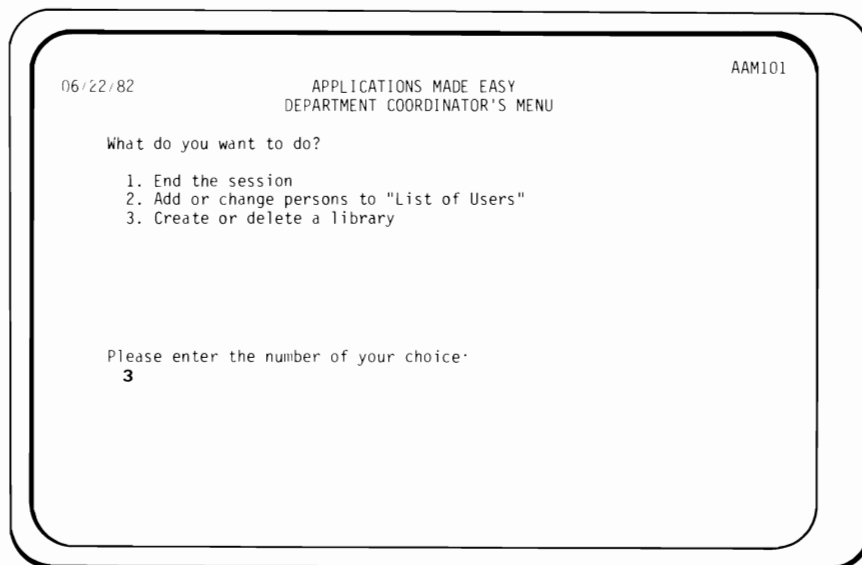 AAM101
06/22/82 APPLICATIONS MADE EASY
DEPARTMENT COORDINATOR'S MENU
What do you want to do?
1. End the session
2. Add or change persons to "List of Users"
3. Create or delete a library
Please enter the number of your choice:
3